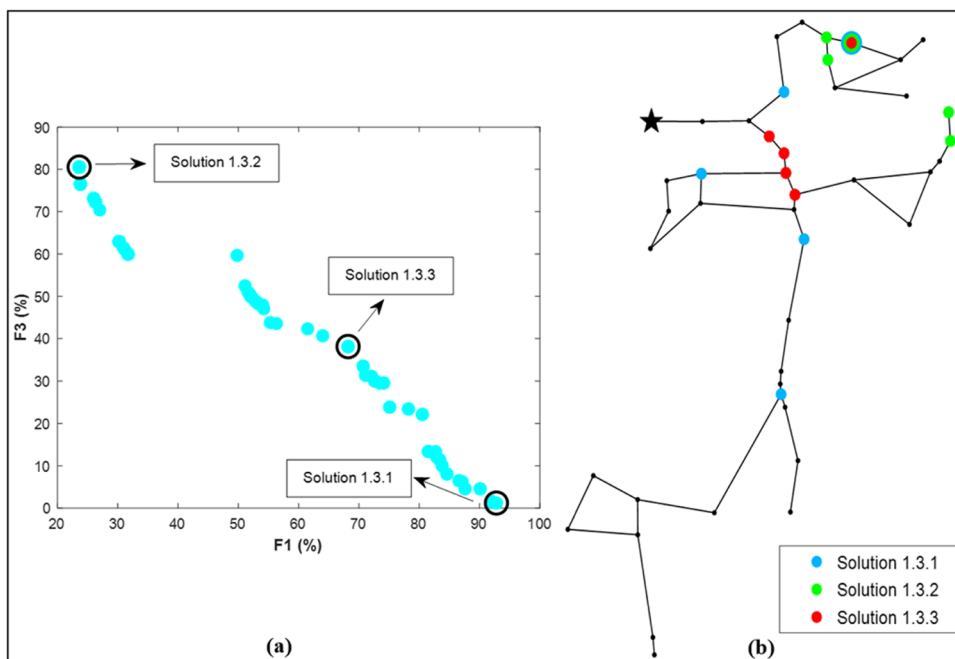 90
80
70
60
50
40
30
20
10
0
F3 (%)
20 30 40 50 60 70 80 90 100
F1 (%)
Solution 1.3.2
Solution 1.3.3
Solution 1.3.1
(a)
Solution 1.3.1
Solution 1.3.2
Solution 1.3.3
(b)